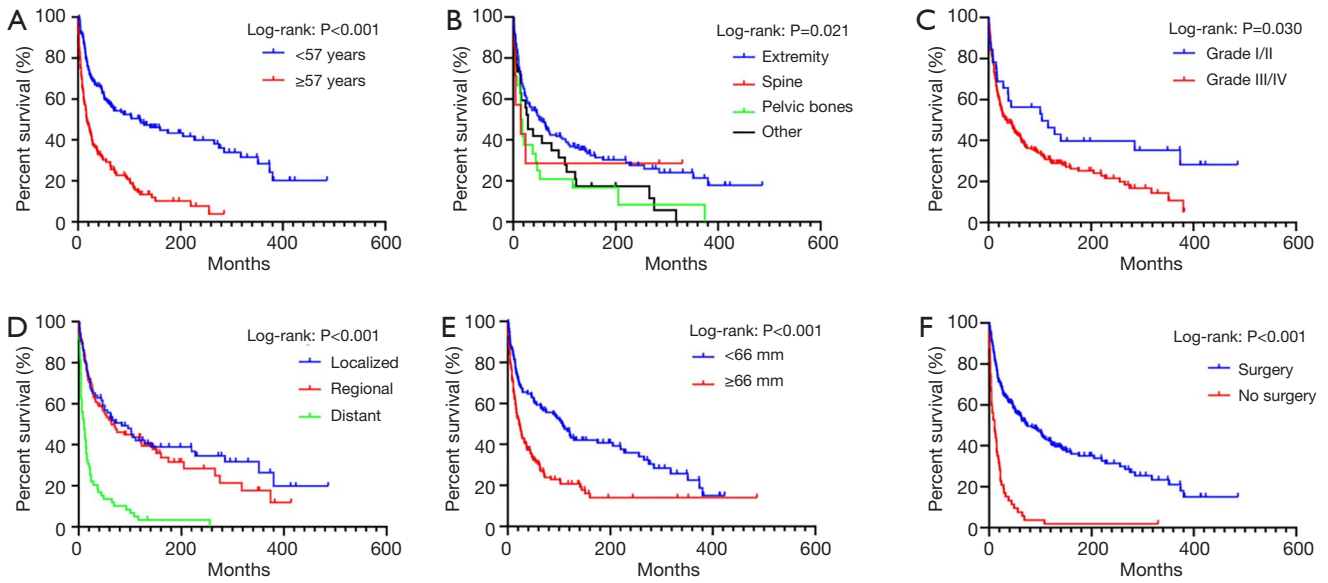 A
Log-rank: P<0.001
<57 years
≥57 years
Percent survival (%)
100
80
60
40
20
0
0 200 400 600
Months
B
Log-rank: P=0.021
Extremity
Spine
Pelvic bones
Other
Percent survival (%)
100
80
60
40
20
0
0 200 400 600
Months
C
Log-rank: P=0.030
Grade I/II
Grade III/IV
Percent survival (%)
100
80
60
40
20
0
0 200 400 600
Months
D
Log-rank: P<0.001
Localized
Regional
Distant
Percent survival (%)
100
80
60
40
20
0
0 200 400 600
Months
E
Log-rank: P<0.001
<66 mm
≥66 mm
Percent survival (%)
100
80
60
40
20
0
0 200 400 600
Months
F
Log-rank: P<0.001
Surgery
No surgery
Percent survival (%)
100
80
60
40
20
0
0 200 400 600
Months